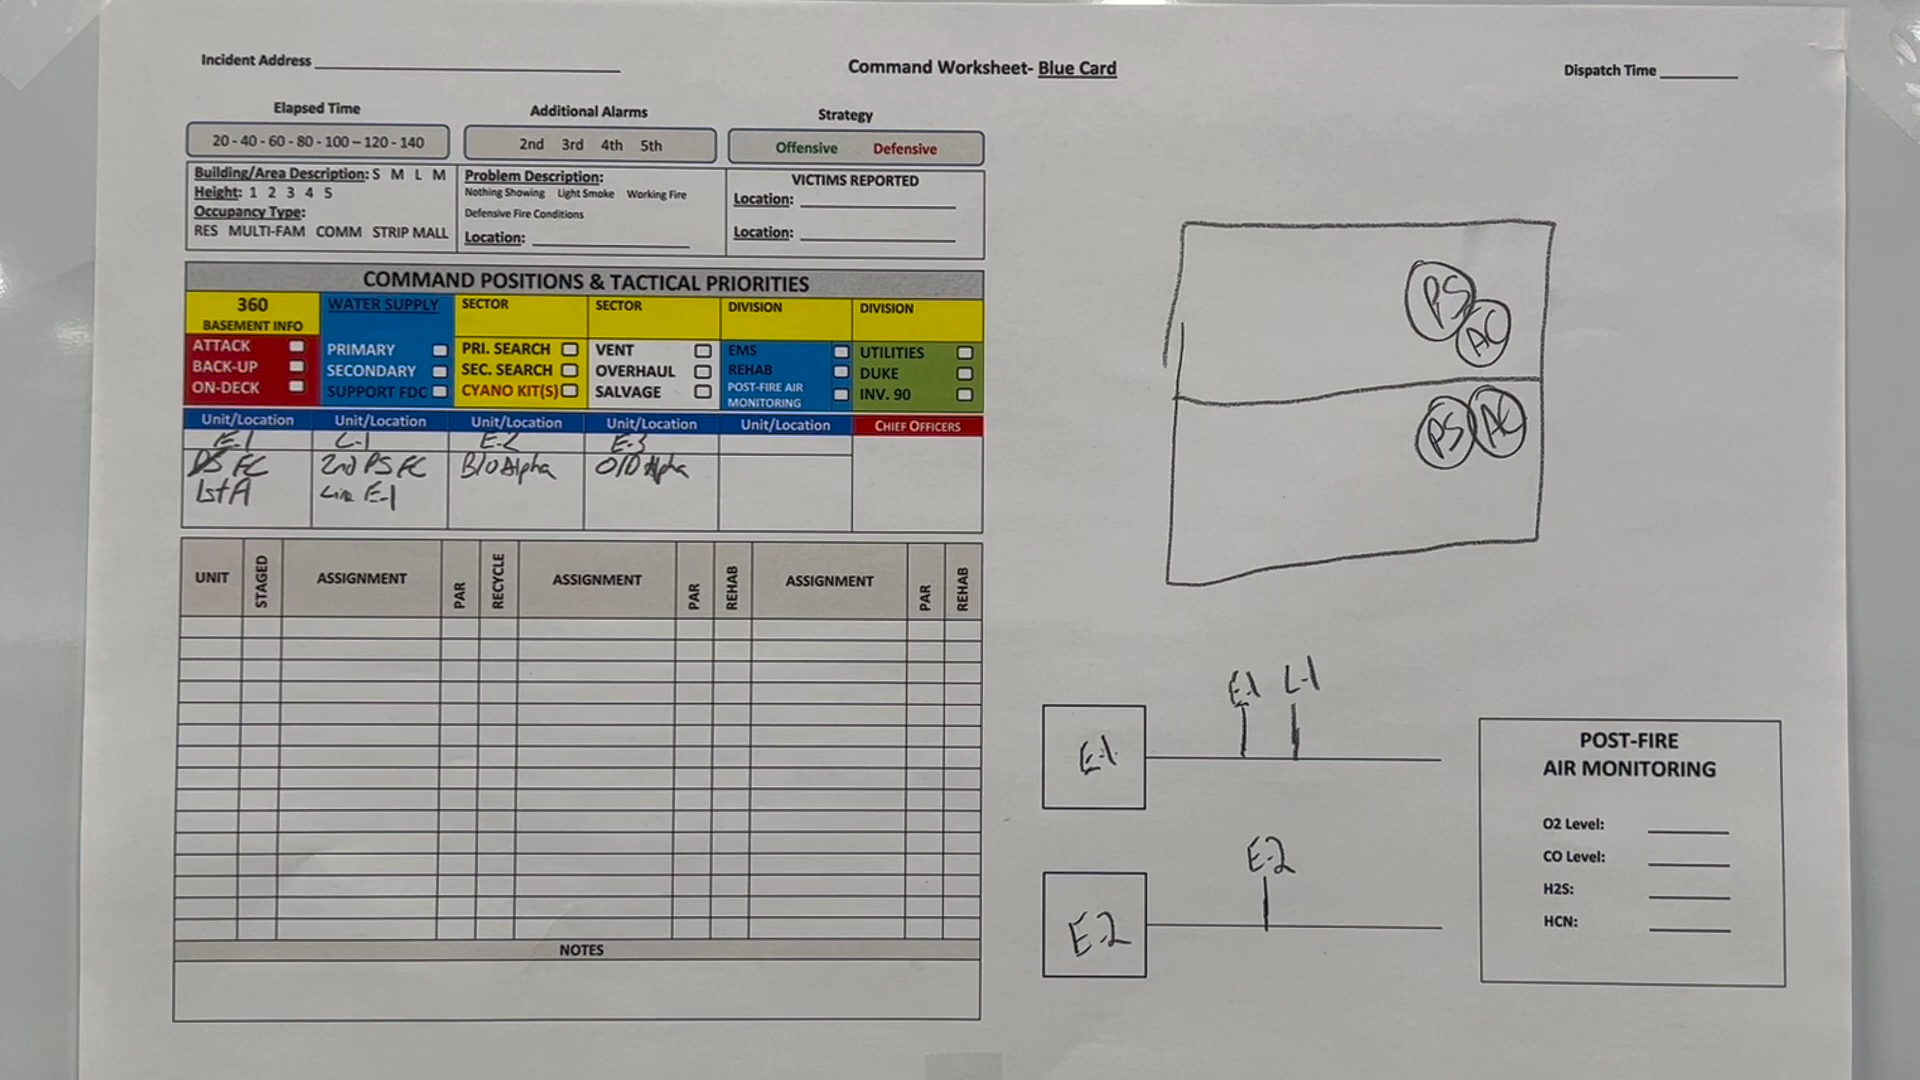 Incident Address
Command Worksheet- Blue Card
Dispatch Time
Elapsed Time
Additional Alarms
Strategy
20 - 40 - 60 - 80 - 100 – 120 - 140
2nd 3rd 4th 5th
Offensive Defensive
Building/Area Description: S M L M
Height: 1 2 3 4 5
Occupancy Type:
RES MULTI-FAM COMM STRIP MALL
Problem Description:
Nothing Showing Light Smoke Working Fire
Defensive Fire Conditions
Location:
VICTIMS REPORTED
Location:
Location:
COMMAND POSITIONS & TACTICAL PRIORITIES
360
BASEMENT INFO
WATER SUPPLY
SECTOR
SECTOR
DIVISION
DIVISION
ATTACK
BACK-UP
ON-DECK
PRIMARY
SECONDARY
SUPPORT FDC
PRI. SEARCH
SEC. SEARCH
CYANO KIT(S)
VENT
OVERHAUL
SALVAGE
EMS
REHAB
POST-FIRE AIR
MONITORING
UTILITIES
DUKE
INV. 90
Unit/Location Unit/Location Unit/Location Unit/Location Unit/Location CHIEF OFFICERS
E-1 L-1 E-2 E-3
PS FC
1st A
2nd PS FC
Line E-1
B/U Alpha
O/D Alpha
UNIT STAGED ASSIGNMENT PAR RECYCLE ASSIGNMENT PAR REHAB ASSIGNMENT PAR REHAB
NOTES
PS
AC
PS AC
E-1 L-1
E-1
E-2
E-2
POST-FIRE
AIR MONITORING
O2 Level:
CO Level:
H2S:
HCN: